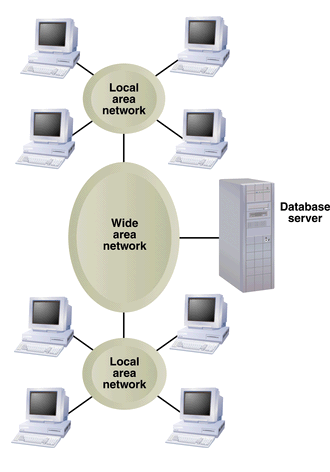 Local
area
network
Wide
area
network
Database
server
Local
area
network